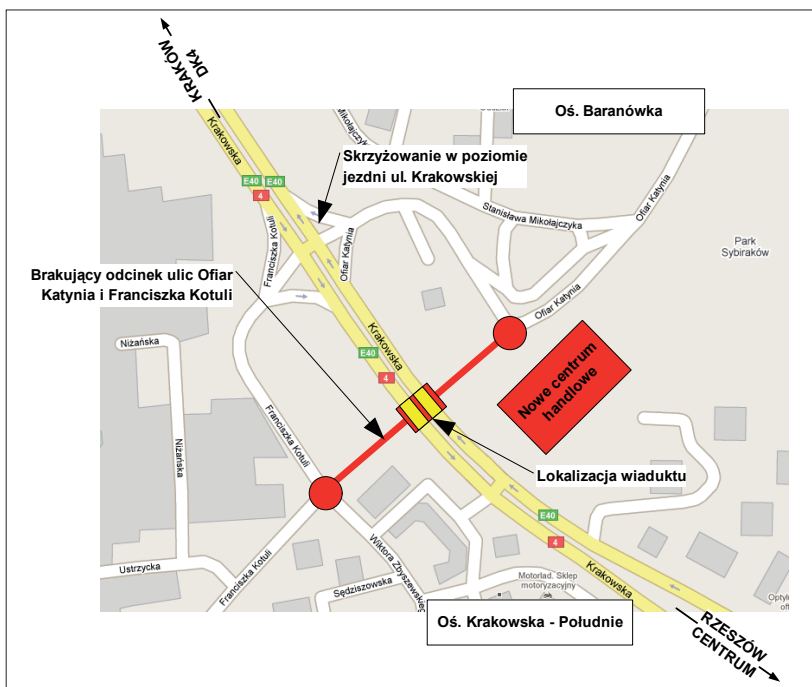 KRAKÓW
DK4
Oś. Baranówka
Mikołajczyka
Krakowska
Skrzyżowanie w poziomie
jezdni ul. Krakowskiej
E40
E40
4
Stanisława Mikołajczyka
Ofiar Katynia
Franciszka Kotuli
Ofiar Katynia
Park
Sybiraków
Brakujący odcinek ulic Ofiar
Katynia i Franciszka Kotuli
Ofiar Katynia
Niżańska
Krakowska
E40
4
Nowe centrum
handlowe
Franciszka Kotuli
Niżańska
Lokalizacja wiaduktu
E40
4
Ustrzycka
Franciszka Kotuli
Wiktora Zbyszewskiego
Sędziszowska
Motorlad. Sklep
motoryzacyjny
Krakowska
Oś. Krakowska - Południe
RZESZÓW
CENTRUM